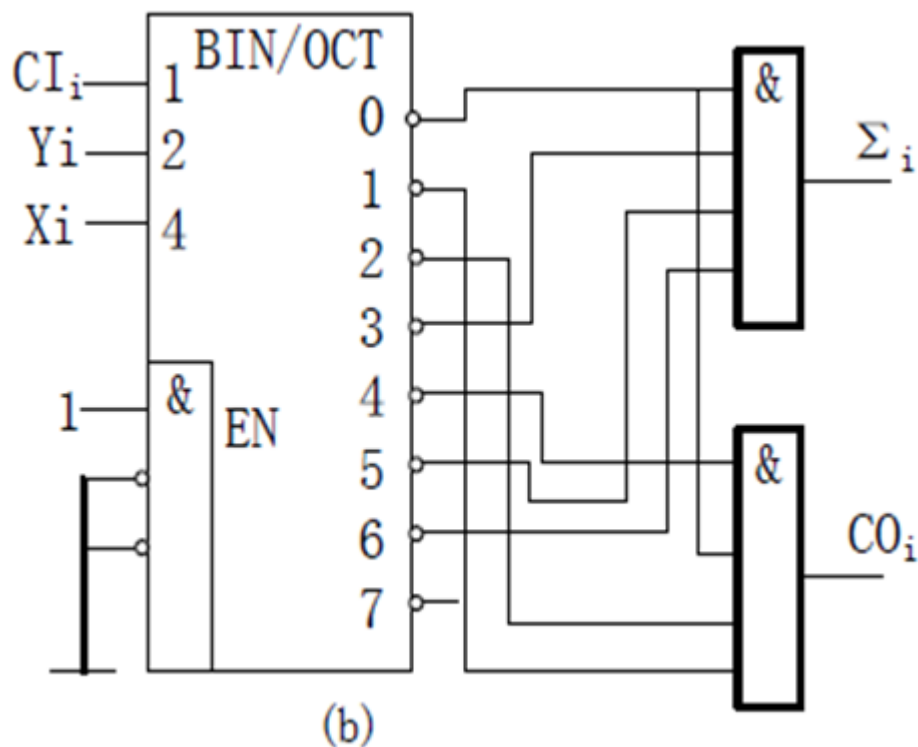 BIN/OCT
CIi 1
Yi 2
Xi 4
0
1
2
3
4
5
6
7
1 & EN
& Σi
& COi
(b)